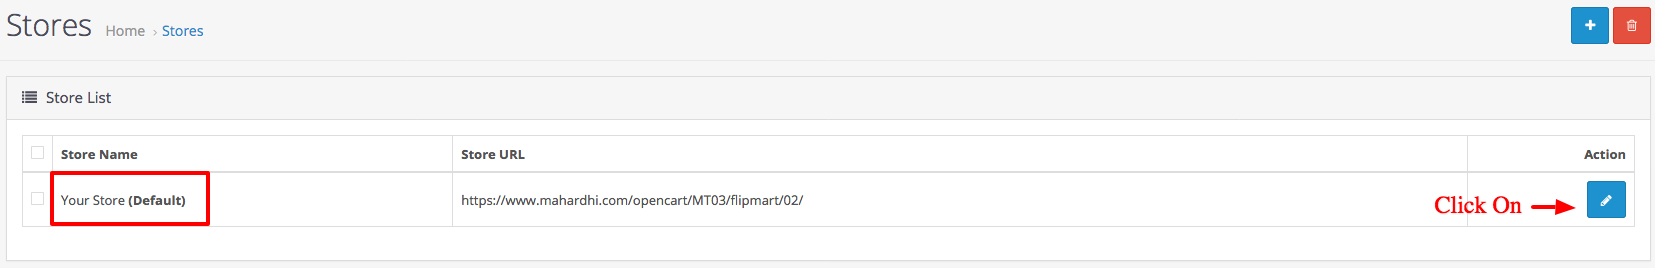 Stores Home › Stores
Store List
Store Name Store URL Action
Your Store (Default) https://www.mahardhi.com/opencart/MT03/flipmart/02/ Click On